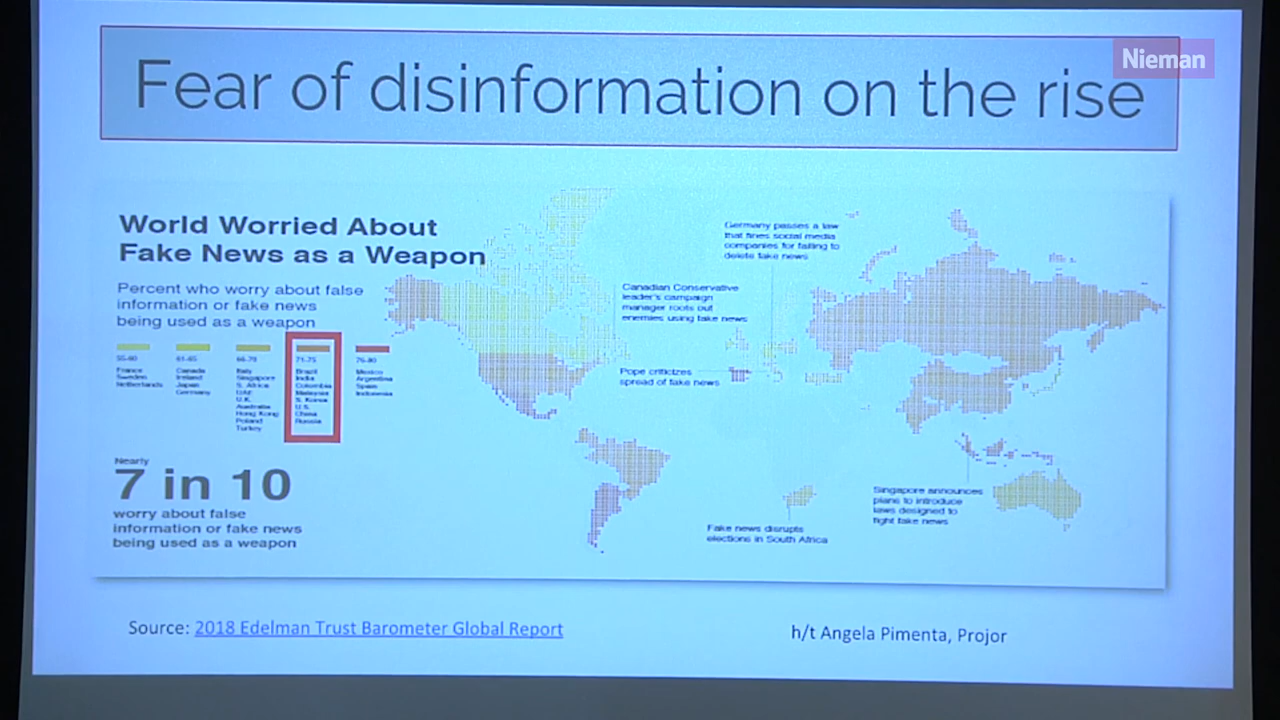 Nieman
Fear of disinformation on the rise
World Worried About
Fake News as a Weapon
Percent who worry about false
information or fake news
being used as a weapon
55-60
France
Sweden
Netherlands
61-65
Canada
Ireland
Japan
Germany
66-70
Italy
Singapore
S. Africa
UAE
U.K.
Australia
Hong Kong
Poland
Turkey
71-75
Brazil
India
Colombia
Malaysia
S. Korea
U.S.
China
Russia
76-80
Mexico
Argentina
Spain
Indonesia
Nearly
7 in 10
worry about false
information or fake news
being used as a weapon
Germany passes a law
that fines social media
companies for failing to
delete fake news
Canadian Conservative
leader's campaign
manager roots out
enemies using fake news
Pope criticizes
spread of fake news
Fake news disrupts
elections in South Africa
Singapore announces
plans to introduce
laws designed to
fight fake news
Source: 2018 Edelman Trust Barometer Global Report
h/t Angela Pimenta, Projor